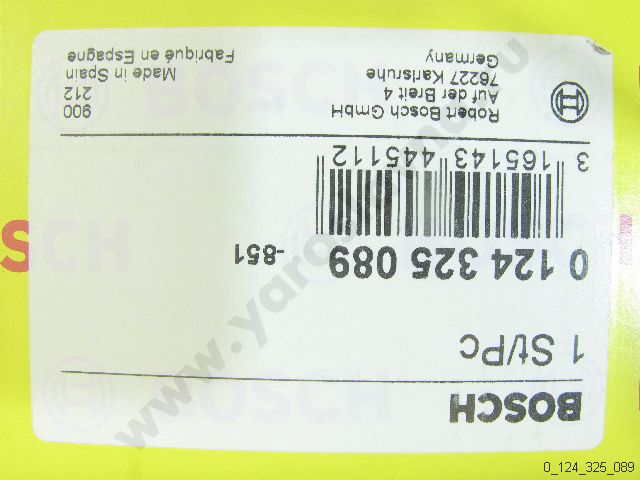 BOSCH
1 St/Pc
0 124 325 089 -851
3 165143 445112
Robert Bosch GmbH
Auf der Breit 4
76227 Karlsruhe
Germany
900
212
Made in Spain
Fabriqué en Espagne
SCH
0_124_325_089